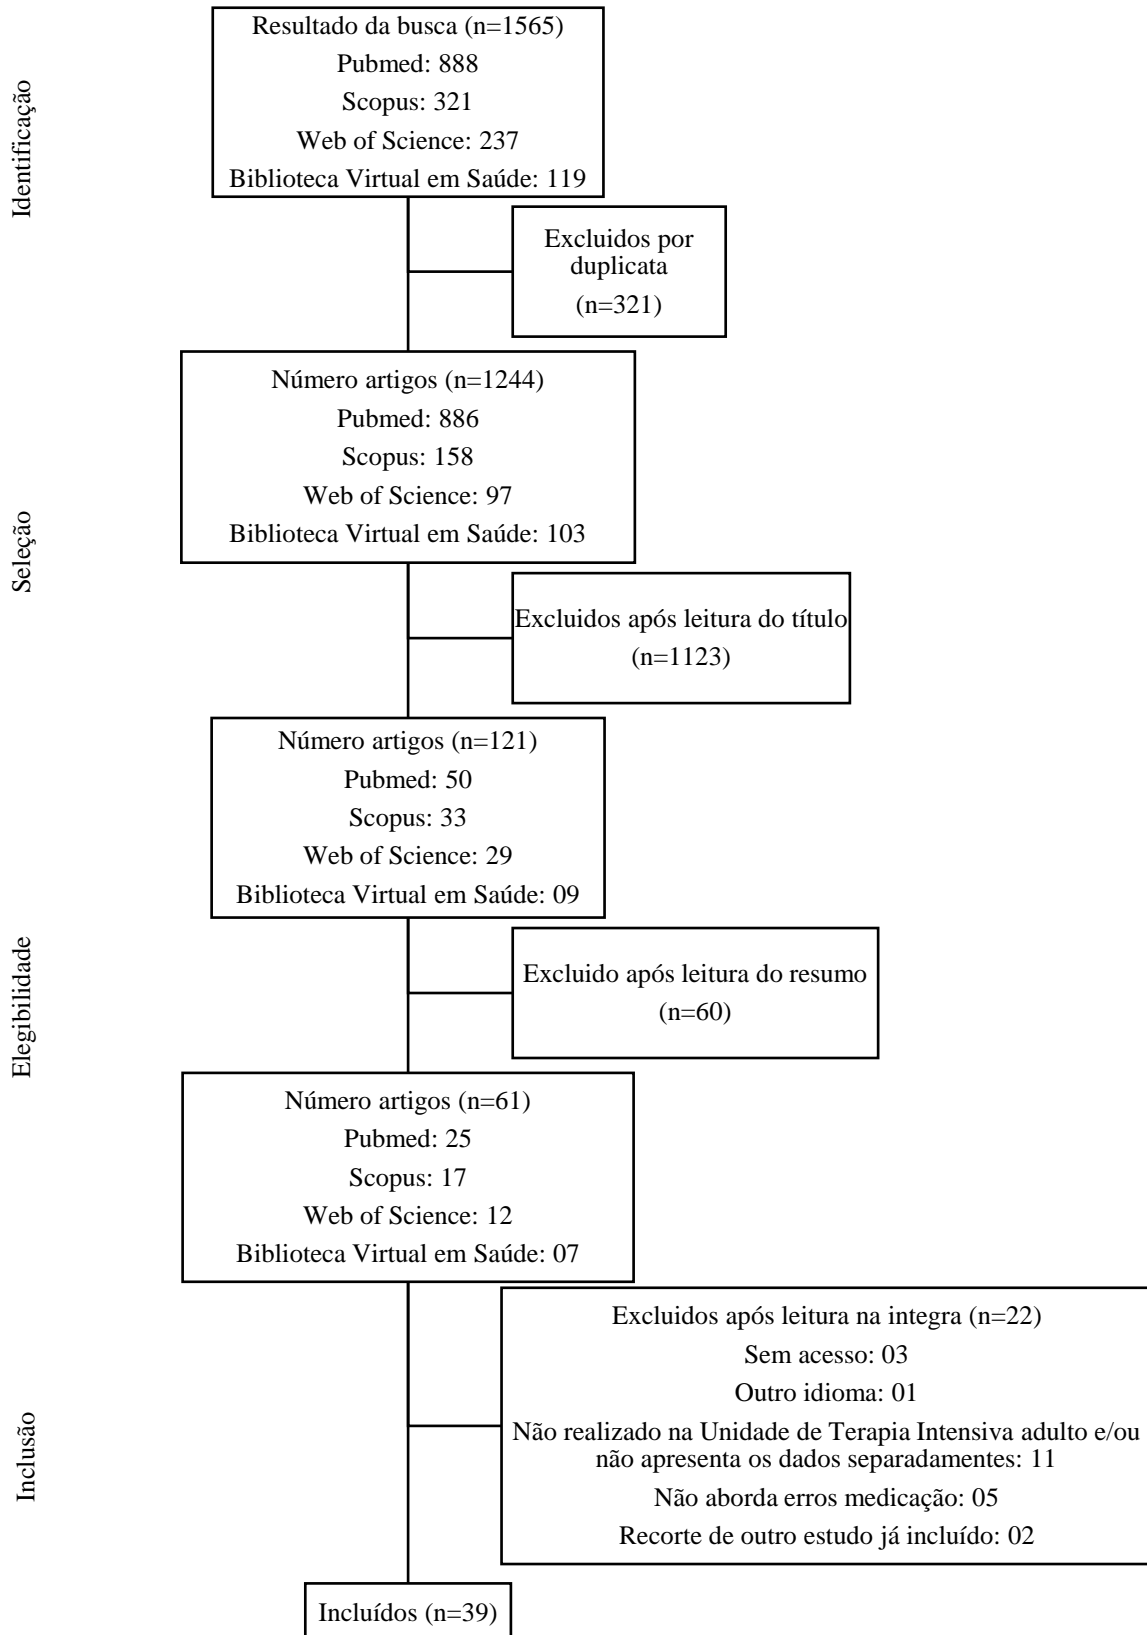 Identificação
Resultado da busca (n=1565)
Pubmed: 888
Scopus: 321
Web of Science: 237
Biblioteca Virtual em Saúde: 119
Excluidos por
duplicata
(n=321)
Seleção
Número artigos (n=1244)
Pubmed: 886
Scopus: 158
Web of Science: 97
Biblioteca Virtual em Saúde: 103
Excluidos após leitura do título
(n=1123)
Número artigos (n=121)
Pubmed: 50
Scopus: 33
Web of Science: 29
Biblioteca Virtual em Saúde: 09
Elegibilidade
Excluido após leitura do resumo
(n=60)
Número artigos (n=61)
Pubmed: 25
Scopus: 17
Web of Science: 12
Biblioteca Virtual em Saúde: 07
Inclusão
Excluidos após leitura na integra (n=22)
Sem acesso: 03
Outro idioma: 01
Não realizado na Unidade de Terapia Intensiva adulto e/ou
não apresenta os dados separadamentes: 11
Não aborda erros medicação: 05
Recorte de outro estudo já incluído: 02
Incluídos (n=39)